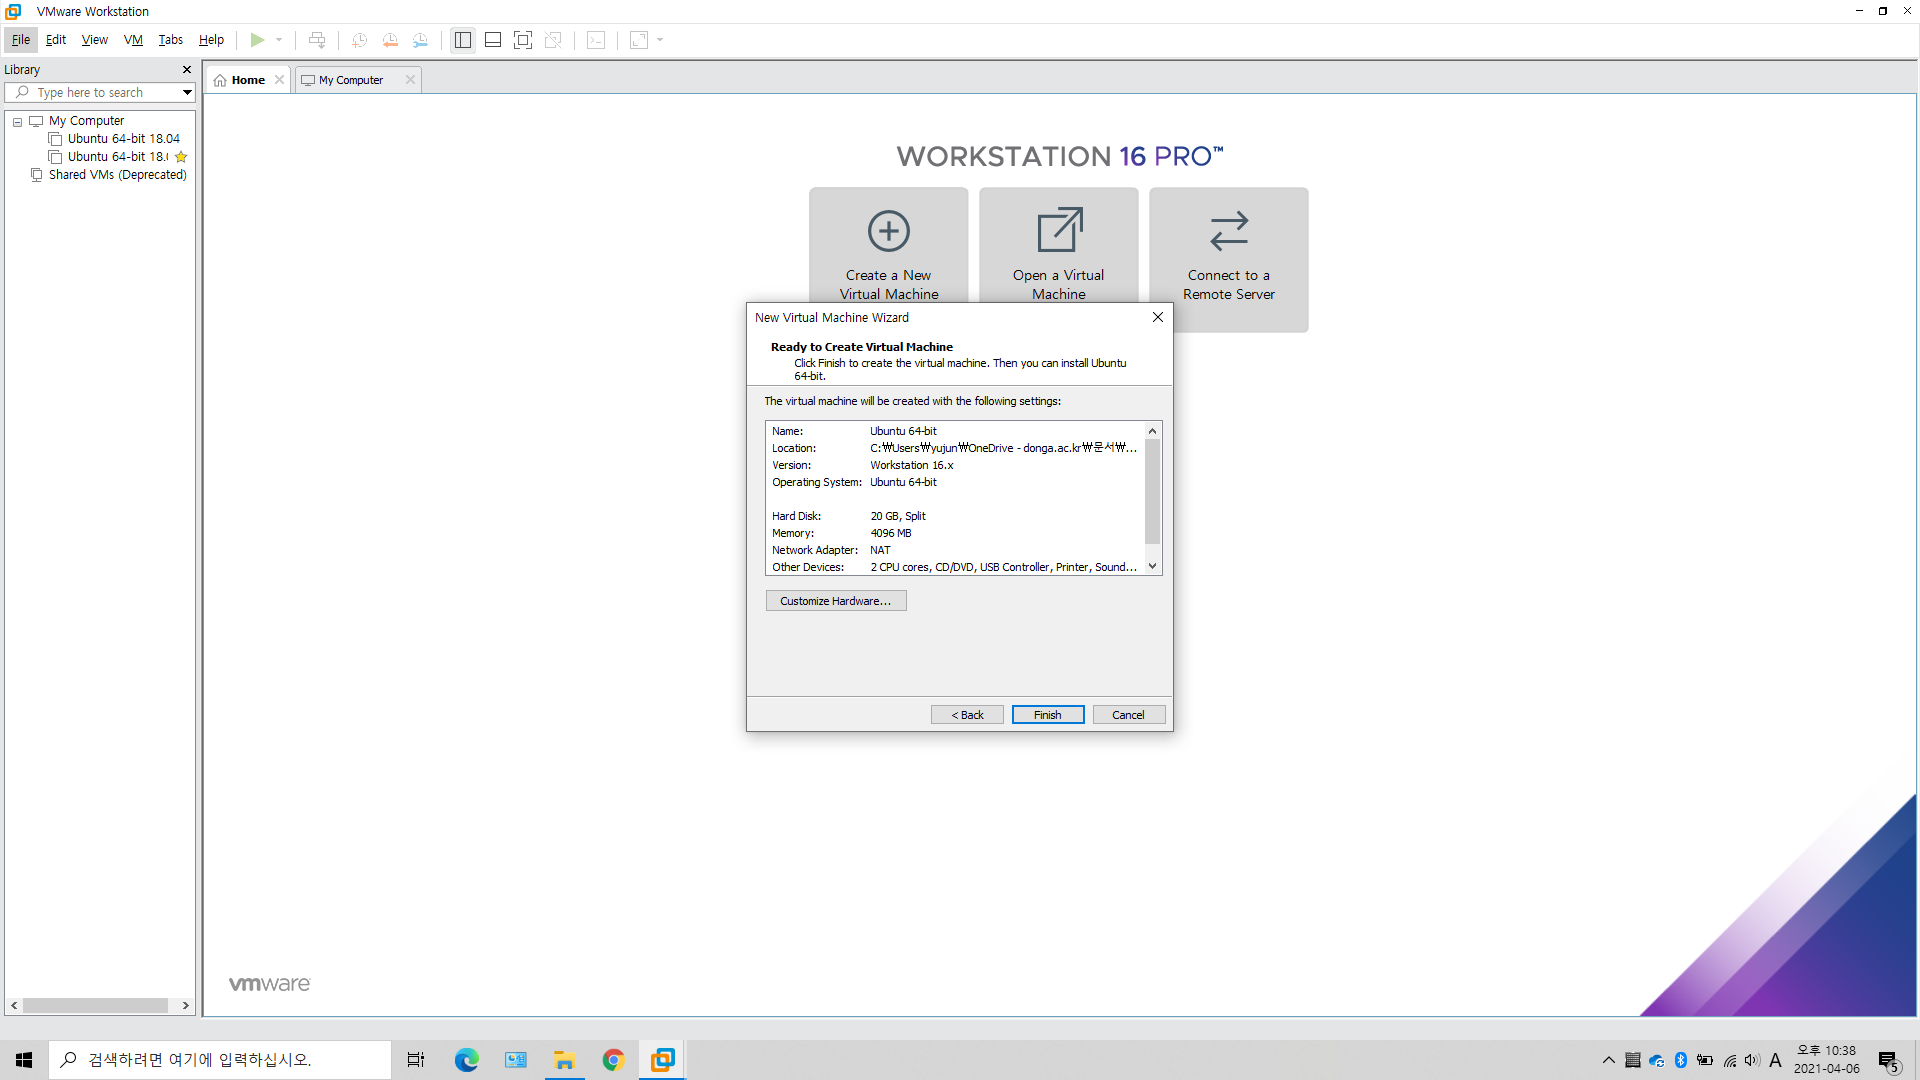 VMware Workstation
File Edit View VM Tabs Help
Library
Type here to search
My Computer
Ubuntu 64-bit 18.04
Ubuntu 64-bit 18.
Shared VMs (Deprecated)
Home
My Computer
WORKSTATION 16 PRO™
Create a New
Virtual Machine
Open a Virtual
Machine
Connect to a
Remote Server
New Virtual Machine Wizard
Ready to Create Virtual Machine
Click Finish to create the virtual machine. Then you can install Ubuntu
64-bit.
The virtual machine will be created with the following settings:
Name: Ubuntu 64-bit
Location: C:₩Users₩yujun₩OneDrive - donga.ac.kr₩문서₩...
Version: Workstation 16.x
Operating System: Ubuntu 64-bit
Hard Disk: 20 GB, Split
Memory: 4096 MB
Network Adapter: NAT
Other Devices: 2 CPU cores, CD/DVD, USB Controller, Printer, Sound...
Customize Hardware...
< Back Finish Cancel
vmware
검색하려면 여기에 입력하십시오.
A
오후 10:38
2021-04-06
5